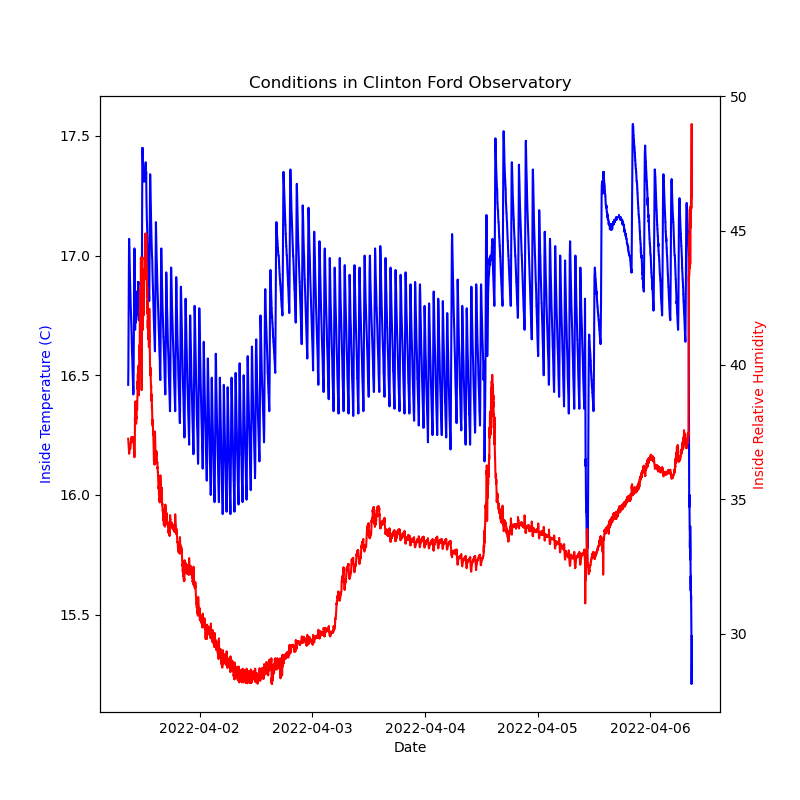 Conditions in Clinton Ford Observatory
17.5
17.0
16.5
16.0
15.5
Inside Temperature (C)
50
45
40
35
30
Inside Relative Humidity
2022-04-02 2022-04-03 2022-04-04 2022-04-05 2022-04-06
Date